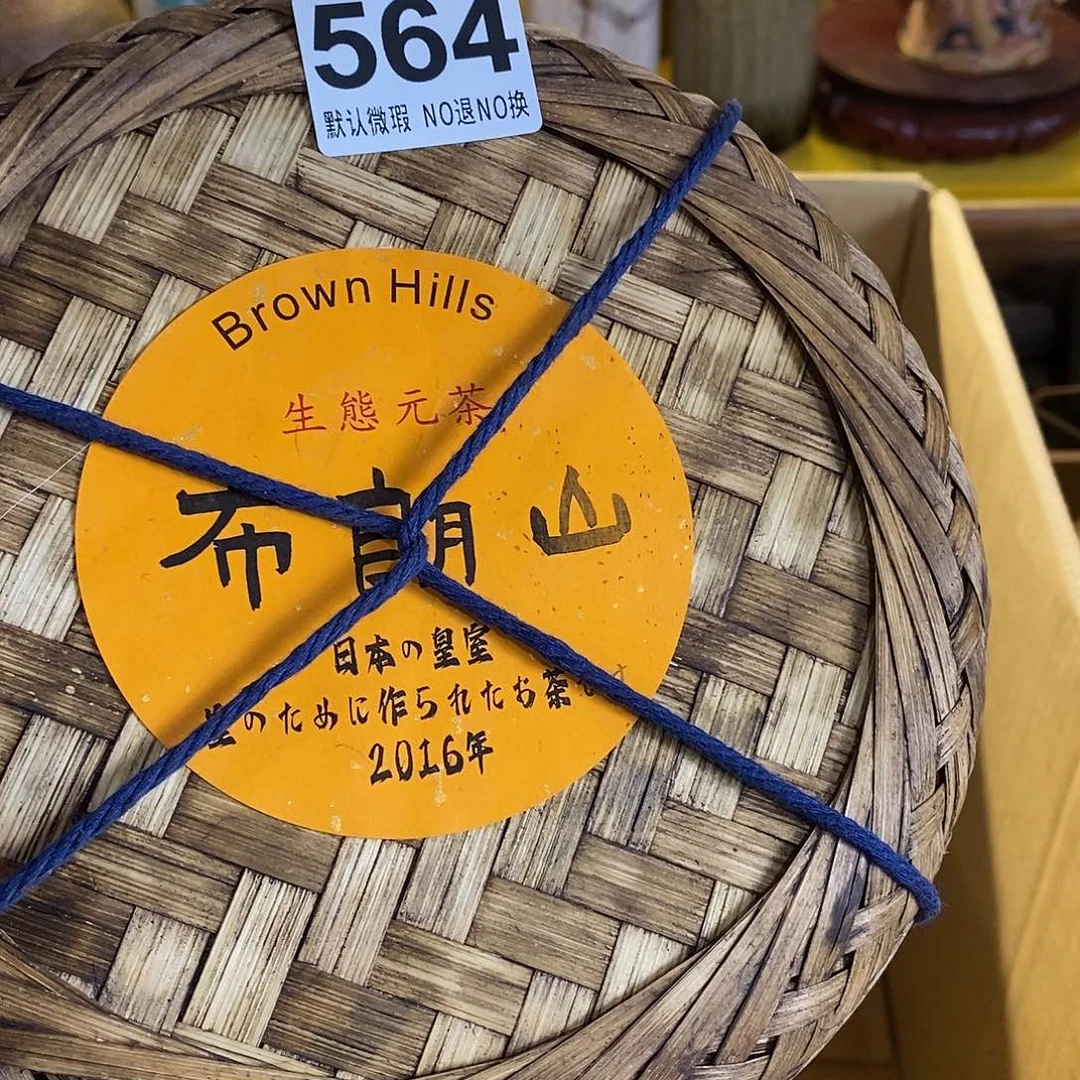 564
默认微瑕 NO退NO换
Brown Hills
生態元茶
布朗山
日本の皇室
のために作られたお茶です
2016年